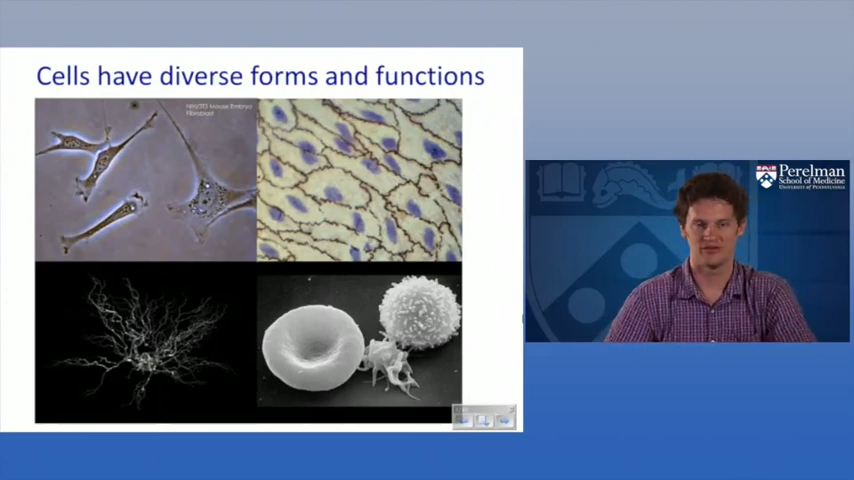 Cells have diverse forms and functions
NIH/3T3 Mouse Embryo
Fibroblast
Perelman
School of Medicine
UNIVERSITY OF PENNSYLVANIA